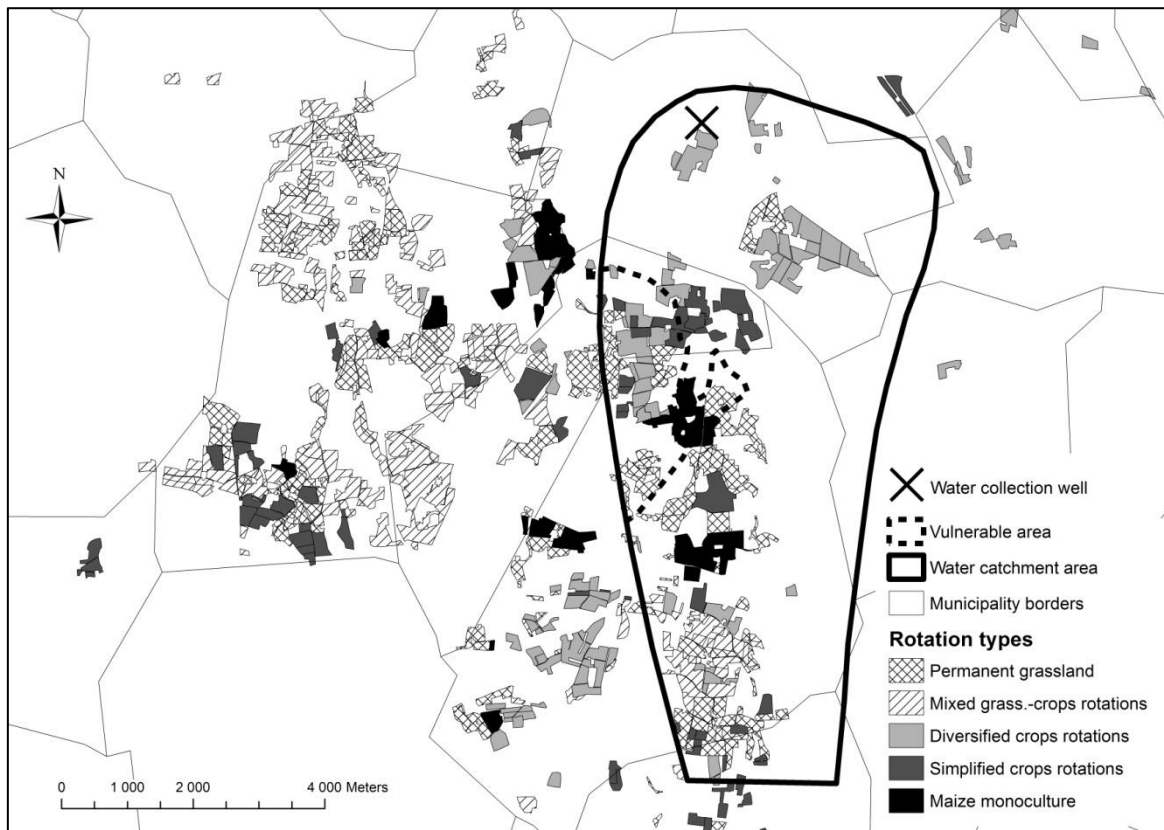 N
Water collection well
Vulnerable area
Water catchment area
Municipality borders
Rotation types
Permanent grassland
Mixed grass.-crops rotations
Diversified crops rotations
Simplified crops rotations
Maize monoculture
0 1 000 2 000 4 000 Meters